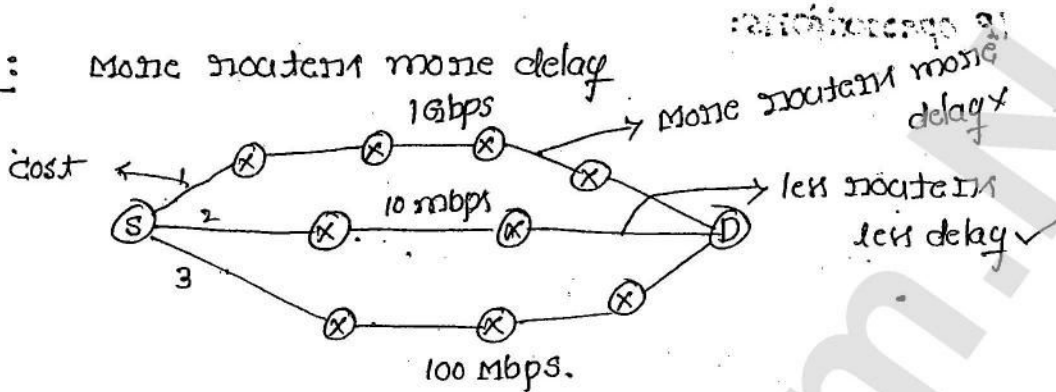 : More routers more delay
1Gbps
More routers more
delay x
cost
1
S
2
10 mbps
D
less routers
less delay ✓
3
100 Mbps.